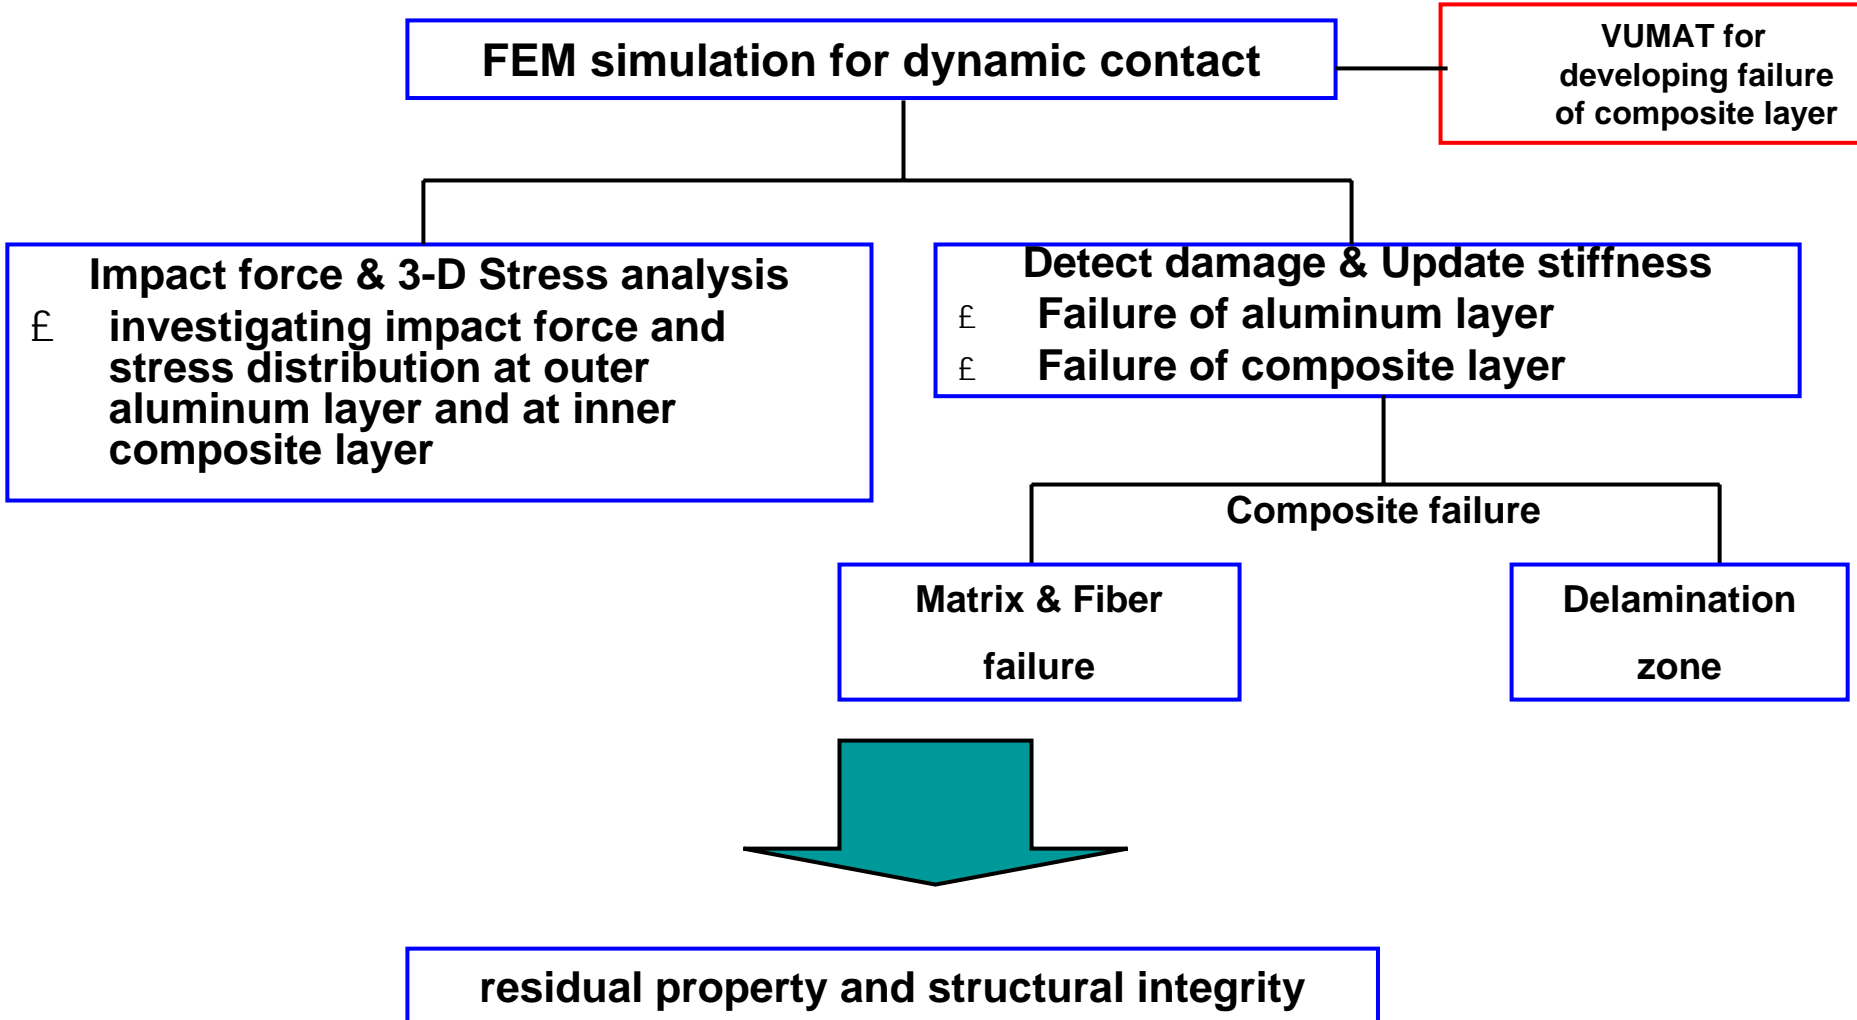 FEM simulation for dynamic contact
VUMAT for
developing failure
of composite layer
Impact force & 3-D Stress analysis
£ investigating impact force and
stress distribution at outer
aluminum layer and at inner
composite layer
Detect damage & Update stiffness
£ Failure of aluminum layer
£ Failure of composite layer
Composite failure
Matrix & Fiber
failure
Delamination
zone
residual property and structural integrity